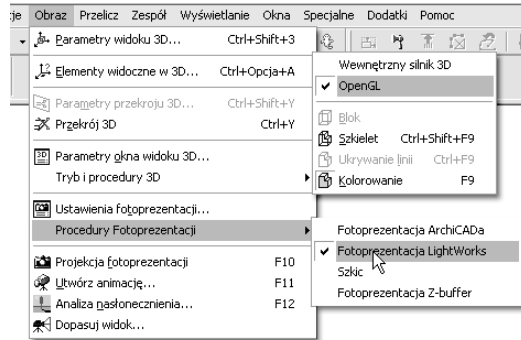 cje Obraz Przelicz Zespół Wyświetlanie Okna Specjalne Dodatki Pomoc
Parametry widoku 3D... Ctrl+Shift+3
Elementy widoczne w 3D... Ctrl+Opcja+A
Parametry przekroju 3D... Ctrl+Shift+Y
Przekrój 3D Ctrl+Y
Parametry okna widoku 3D...
Tryb i procedury 3D
Ustawienia fotoprezentacji...
Procedury Fotoprezentacji
Projekcja fotoprezentacji F10
Utwórz animację... F11
Analiza nasłonecznienia... F12
Dopasuj widok...
Wewnętrzny silnik 3D
OpenGL
Blok
Szkielet Ctrl+Shift+F9
Ukrywanie linii Ctrl+F9
Kolorowanie F9
Fotoprezentacja ArchiCADa
Fotoprezentacja LightWorks
Szkic
Fotoprezentacja Z-buffer